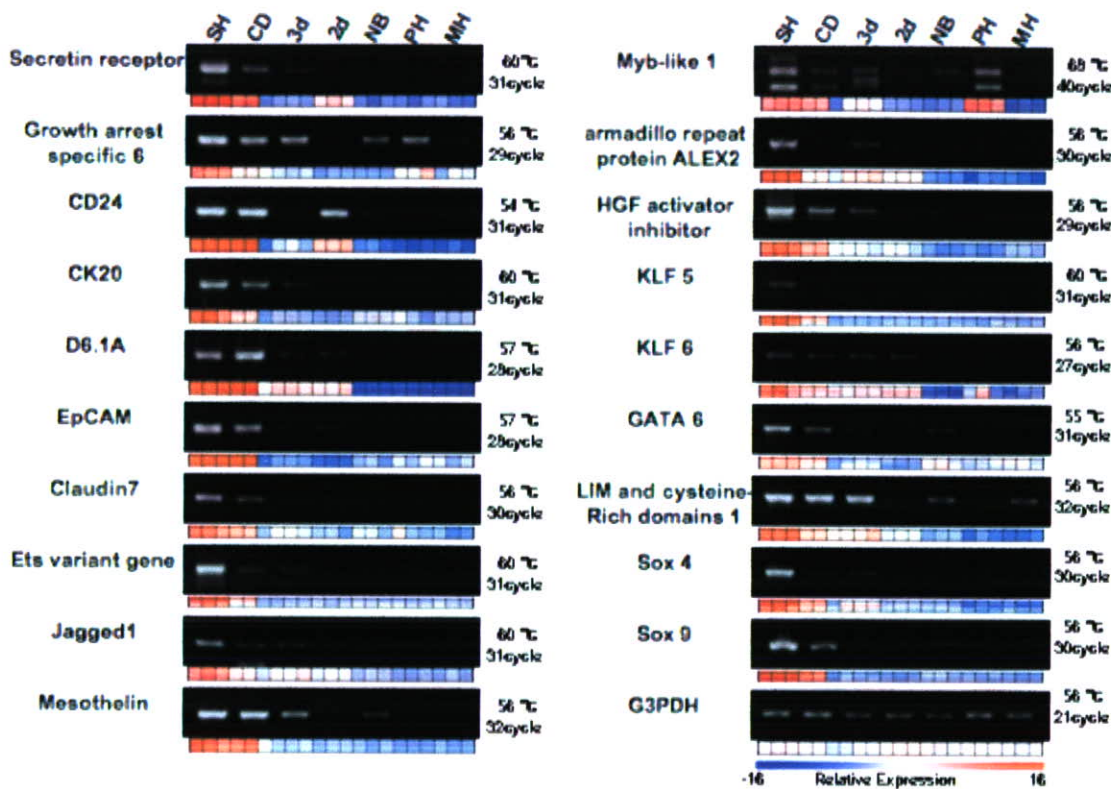 SH CD 3d 2d NB PH MH
Secretin receptor
60 ℃
31cycle
Growth arrest
specific 6
56 ℃
29cycle
CD24
54 ℃
31cycle
CK20
60 ℃
31cycle
D6.1A
57 ℃
28cycle
EpCAM
57 ℃
28cycle
Claudin7
56 ℃
30cycle
Ets variant gene
60 ℃
31cycle
Jagged1
60 ℃
31cycle
Mesothelin
56 ℃
32cycle
SH CD 3d 2d NB PH MH
Myb-like 1
68 ℃
40cycle
armadillo repeat
protein ALEX2
56 ℃
30cycle
HGF activator
inhibitor
56 ℃
29cycle
KLF 5
60 ℃
31cycle
KLF 6
56 ℃
27cycle
GATA 6
55 ℃
31cycle
LIM and cysteine-
Rich domains 1
56 ℃
32cycle
Sox 4
56 ℃
30cycle
Sox 9
56 ℃
30cycle
G3PDH
56 ℃
21cycle
-16 Relative Expression 16